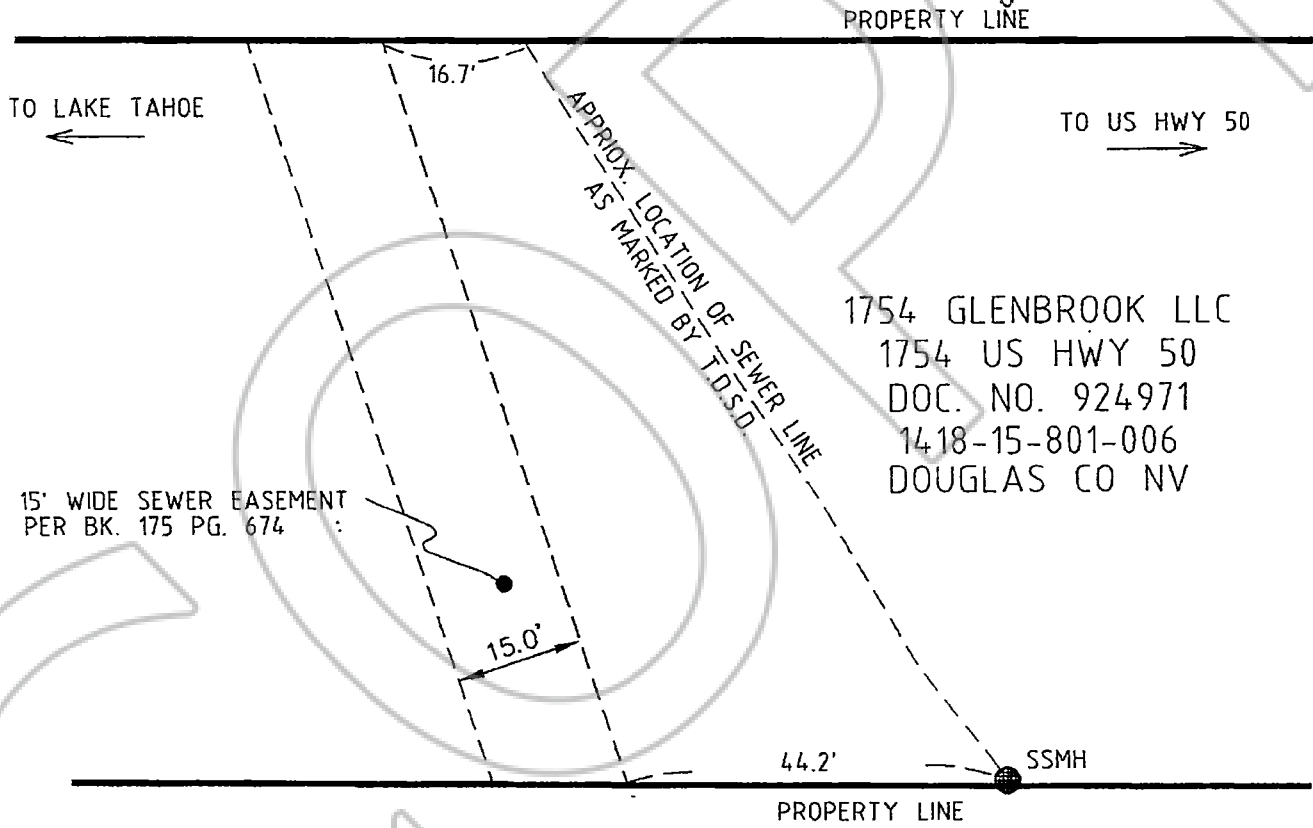 PROPERTY LINE
16.7'
TO LAKE TAHOE
TO US HWY 50
APPRIOX. LOCATION OF SEWER LINE
AS MARKED BY T.D.S.D.
1754 GLENBROOK LLC
1754 US HWY 50
DOC. NO. 924971
1418-15-801-006
DOUGLAS CO NV
15' WIDE SEWER EASEMENT
PER BK. 175 PG. 674
15.0'
44.2'
SSMH
PROPERTY LINE